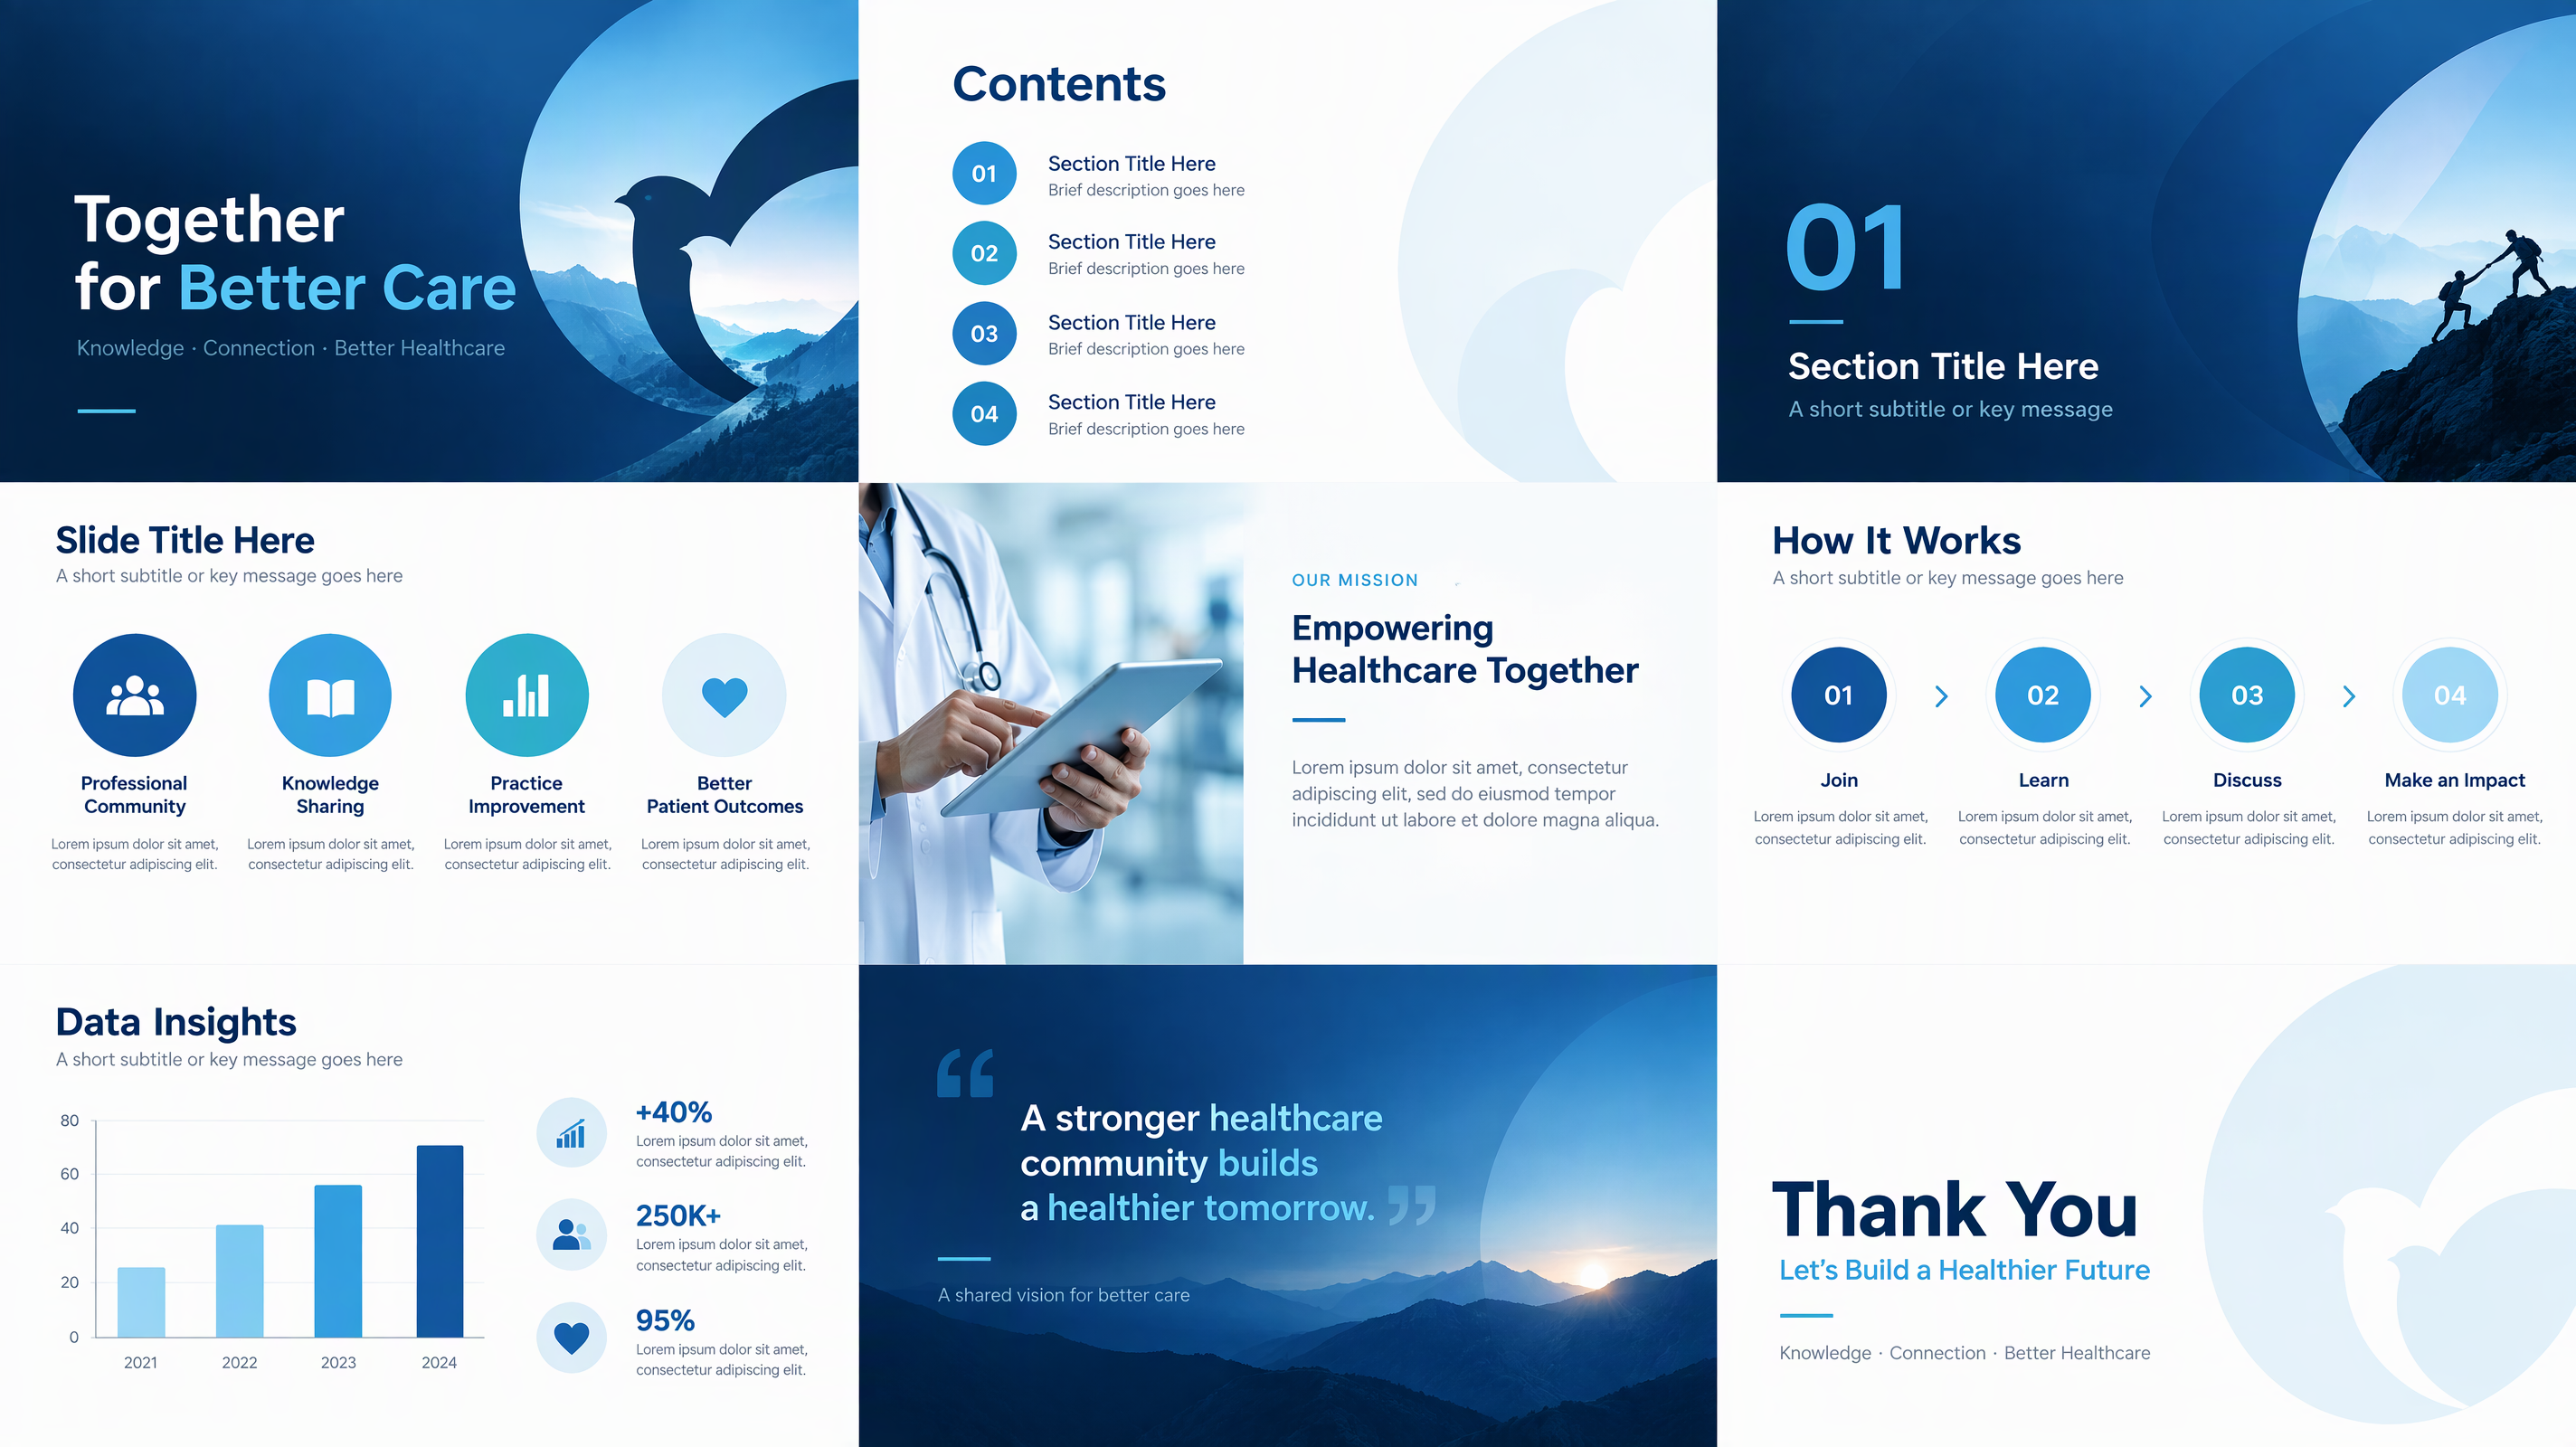 Together
for Better Care
Knowledge · Connection · Better Healthcare
Contents
01
Section Title Here
Brief description goes here
02
Section Title Here
Brief description goes here
03
Section Title Here
Brief description goes here
04
Section Title Here
Brief description goes here
01
Section Title Here
A short subtitle or key message
Slide Title Here
A short subtitle or key message goes here
Professional
Community
Lorem ipsum dolor sit amet,
consectetur adipiscing elit.
Knowledge
Sharing
Lorem ipsum dolor sit amet,
consectetur adipiscing elit.
Practice
Improvement
Lorem ipsum dolor sit amet,
consectetur adipiscing elit.
Better
Patient Outcomes
Lorem ipsum dolor sit amet,
consectetur adipiscing elit.
OUR MISSION
Empowering
Healthcare Together
Lorem ipsum dolor sit amet, consectetur
adipiscing elit, sed do eiusmod tempor
incididunt ut labore et dolore magna aliqua.
How It Works
A short subtitle or key message goes here
01
Join
Lorem ipsum dolor sit amet,
consectetur adipiscing elit.
02
Learn
Lorem ipsum dolor sit amet,
consectetur adipiscing elit.
03
Discuss
Lorem ipsum dolor sit amet,
consectetur adipiscing elit.
04
Make an Impact
Lorem ipsum dolor sit amet,
consectetur adipiscing elit.
Data Insights
A short subtitle or key message goes here
80
60
40
20
0
2021
2022
2023
2024
+40%
Lorem ipsum dolor sit amet,
consectetur adipiscing elit.
250K+
Lorem ipsum dolor sit amet,
consectetur adipiscing elit.
95%
Lorem ipsum dolor sit amet,
consectetur adipiscing elit.
“A stronger healthcare
community builds
a healthier tomorrow.”
A shared vision for better care
Thank You
Let’s Build a Healthier Future
Knowledge · Connection · Better Healthcare